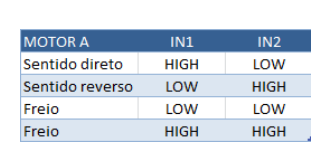 MOTOR A IN1 IN2
Sentido direto HIGH LOW
Sentido reverso LOW HIGH
Freio LOW LOW
Freio HIGH HIGH